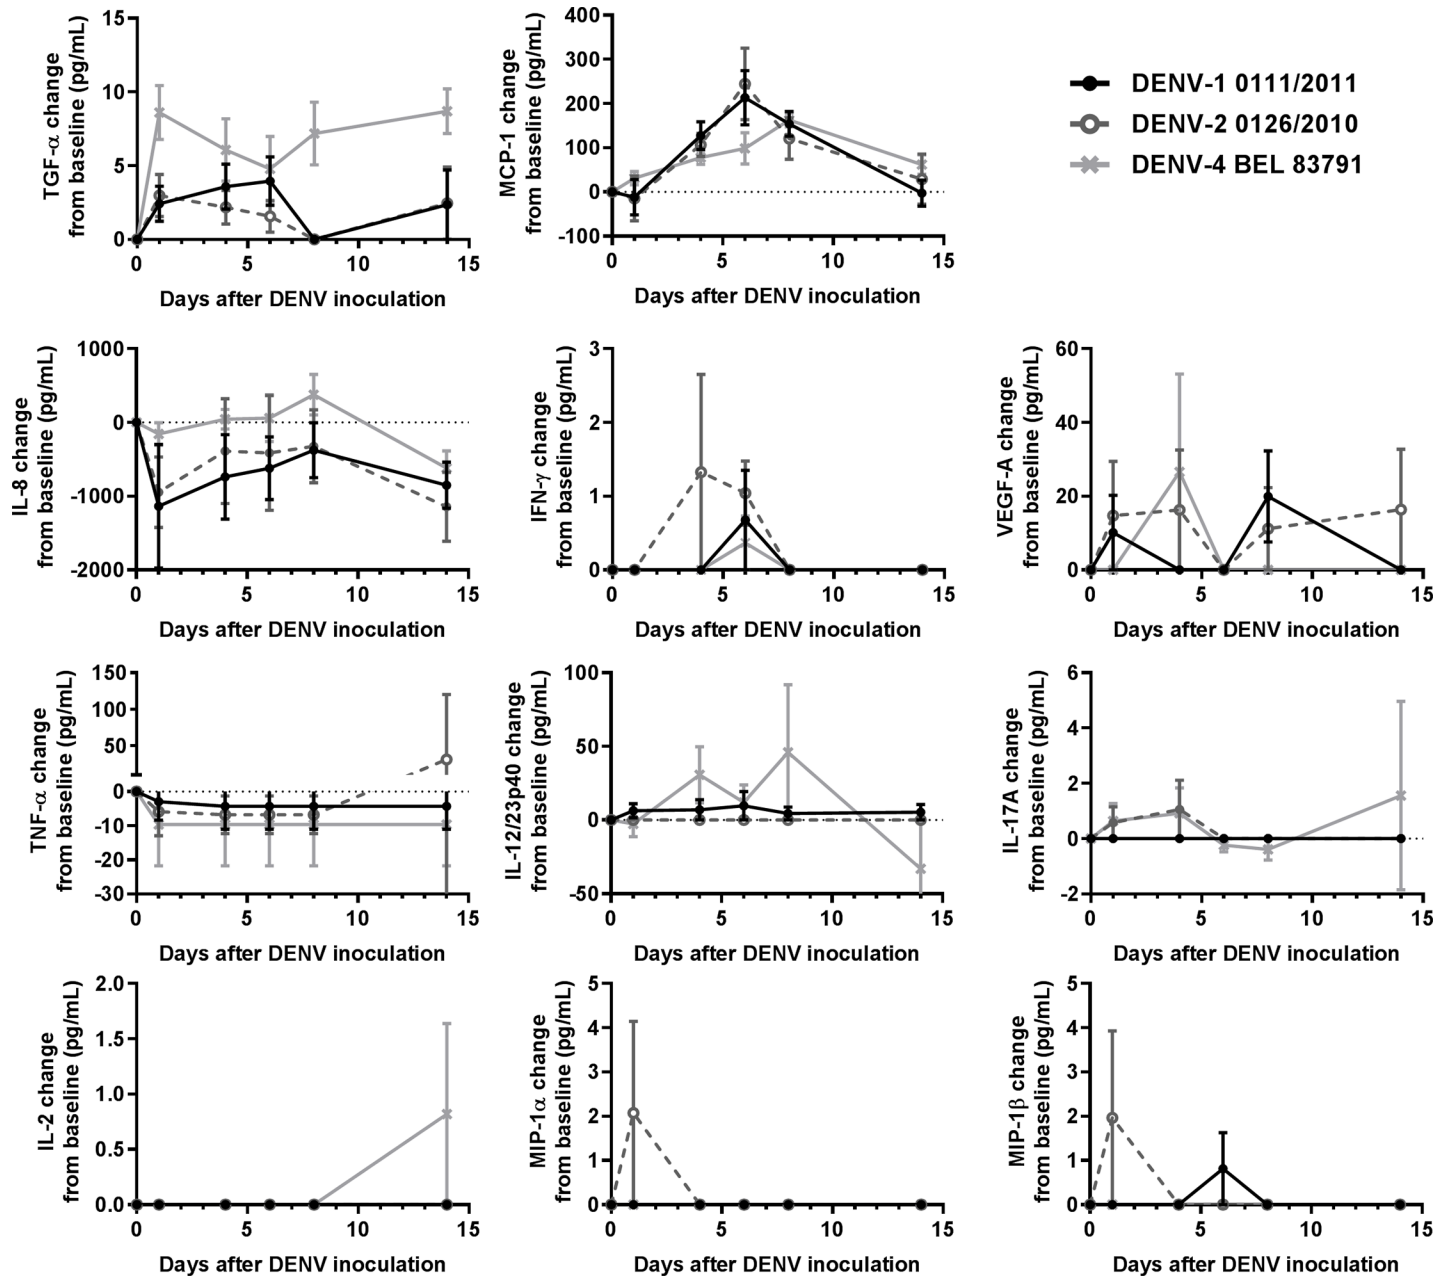 TGF-α change
from baseline (pg/mL)
15
10
5
0
0 5 10 15
Days after DENV inoculation
MCP-1 change
from baseline (pg/mL)
400
300
200
100
0
-100
0 5 10 15
Days after DENV inoculation
DENV-1 0111/2011
DENV-2 0126/2010
DENV-4 BEL 83791
IL-8 change
from baseline (pg/mL)
1000
0
-1000
-2000
0 5 10 15
Days after DENV inoculation
IFN-γ change
from baseline (pg/mL)
3
2
1
0
0 5 10 15
Days after DENV inoculation
VEGF-A change
from baseline (pg/mL)
60
40
20
0
0 5 10 15
Days after DENV inoculation
TNF-α change
from baseline (pg/mL)
150
100
50
0
-10
-20
-30
0 5 10 15
Days after DENV inoculation
IL-12/23p40 change
from baseline (pg/mL)
100
50
0
-50
0 5 10 15
Days after DENV inoculation
IL-17A change
from baseline (pg/mL)
6
4
2
0
-2
0 5 10 15
Days after DENV inoculation
IL-2 change
from baseline (pg/mL)
2.0
1.5
1.0
0.5
0.0
0 5 10 15
Days after DENV inoculation
MIP-1α change
from baseline (pg/mL)
5
4
3
2
1
0
0 5 10 15
Days after DENV inoculation
MIP-1β change
from baseline (pg/mL)
5
4
3
2
1
0
0 5 10 15
Days after DENV inoculation